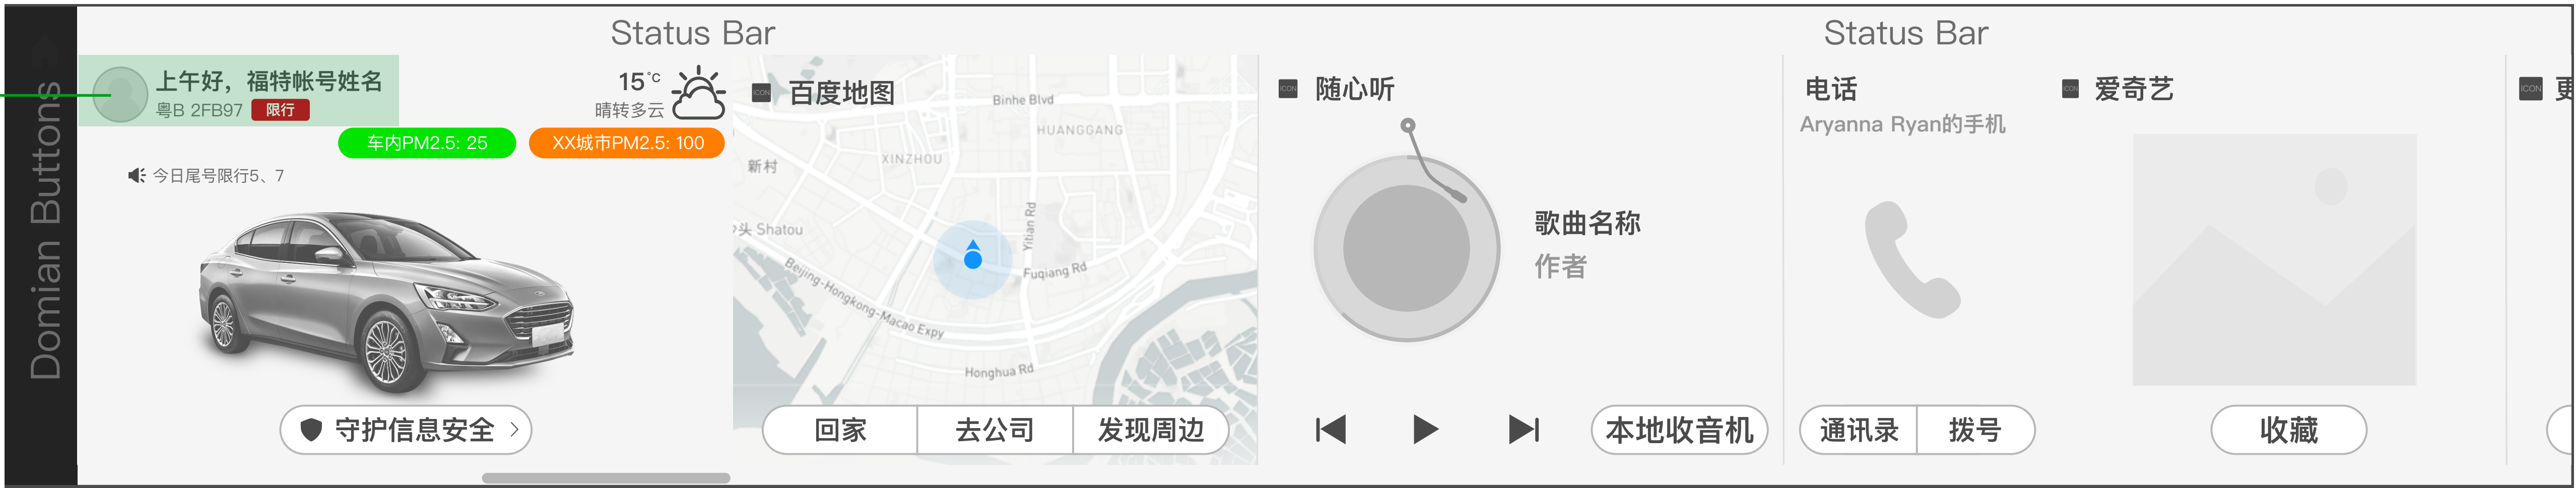 Status Bar
Status Bar
Domian Buttons
上午好，福特帐号姓名
粤B 2FB97 限行
15°C
晴转多云
车内PM2.5: 25
XX城市PM2.5: 100
今日尾号限行5、7
守护信息安全
ICON 百度地图
Binhe Blvd
HUANGGANG
XINZHOU
新村
头 Shatou
Yitian Rd
Fuqiang Rd
Beijing-Hongkong-Macao Expy
Honghua Rd
回家 去公司 发现周边
ICON 随心听
歌曲名称
作者
本地收音机
电话
Aryanna Ryan的手机
通讯录 拨号
ICON 爱奇艺
收藏
ICON